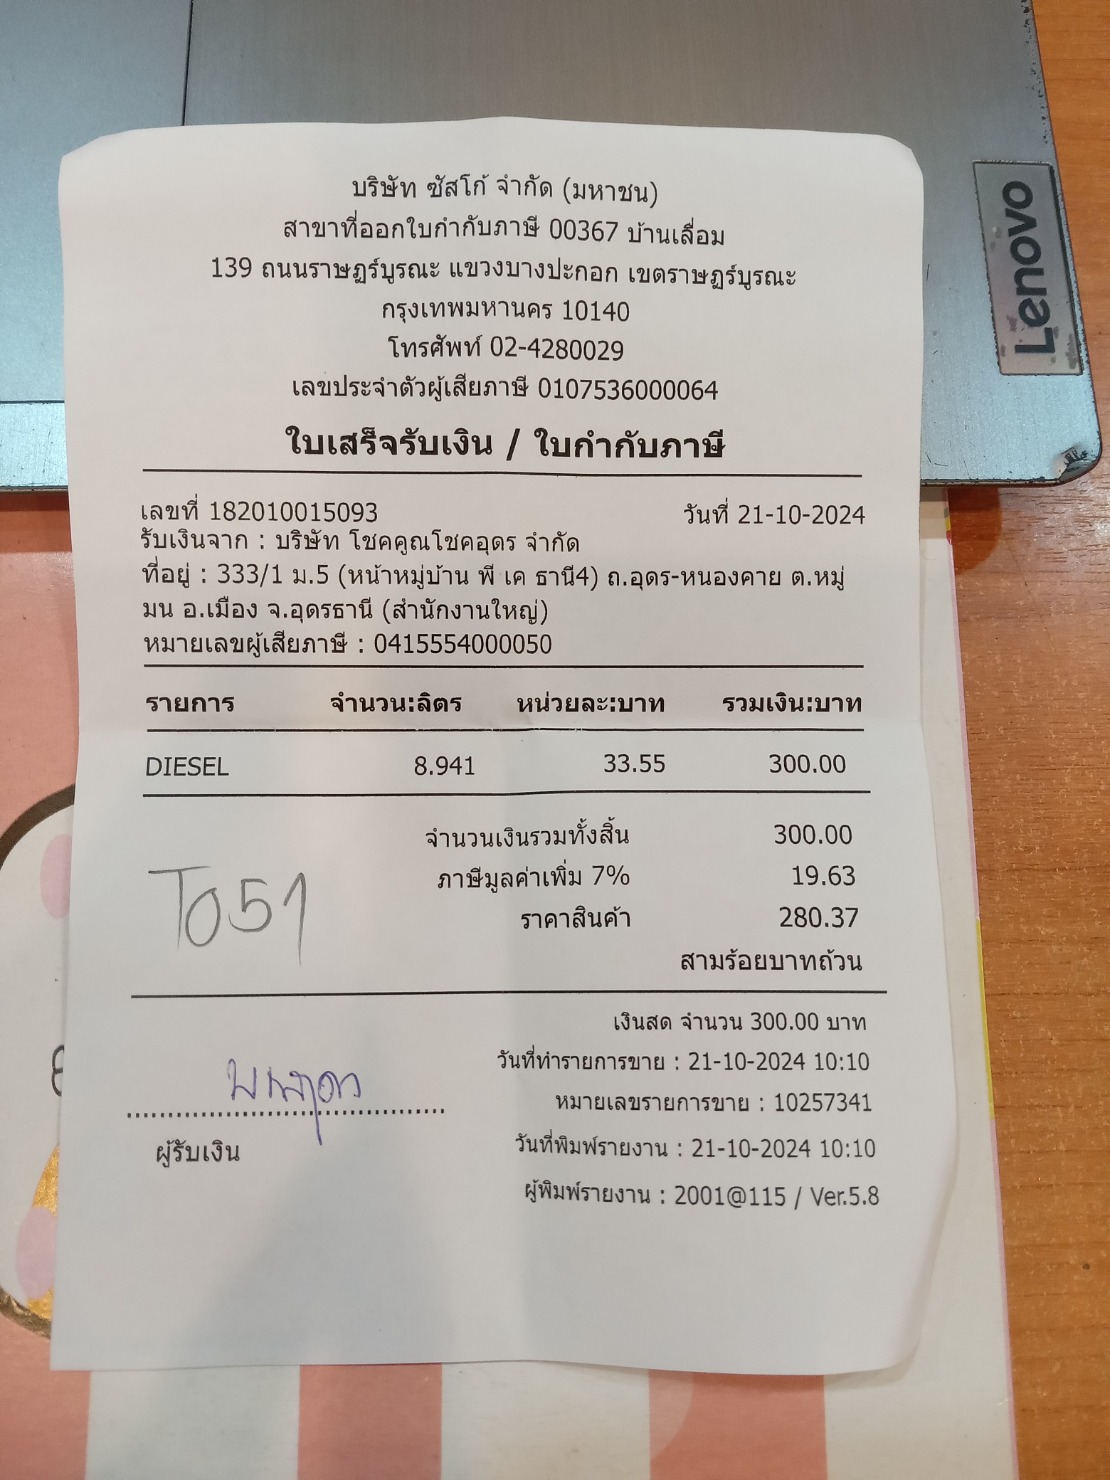 บริษัท ซัสโก้ จำกัด (มหาชน)
สาขาที่ออกใบกำกับภาษี 00367 บ้านเลื่อม
139 ถนนราษฏร์บูรณะ แขวงบางปะกอก เขตราษฏร์บูรณะ
กรุงเทพมหานคร 10140
โทรศัพท์ 02-4280029
เลขประจำตัวผู้เสียภาษี 0107536000064
ใบเสร็จรับเงิน / ใบกำกับภาษี
เลขที่ 182010015093 วันที่ 21-10-2024
รับเงินจาก : บริษัท โชคคูณโชคอุดร จำกัด
ที่อยู่ : 333/1 ม.5 (หน้าหมู่บ้าน พี เค ธานี4) ถ.อุดร-หนองคาย ต.หมู่
มน อ.เมือง จ.อุดรธานี (สำนักงานใหญ่)
หมายเลขผู้เสียภาษี : 0415554000050
รายการ จำนวน:ลิตร หน่วยละ:บาท รวมเงิน:บาท
DIESEL 8.941 33.55 300.00
จำนวนเงินรวมทั้งสิ้น 300.00
ภาษีมูลค่าเพิ่ม 7% 19.63
ราคาสินค้า 280.37
T051
สามร้อยบาทถ้วน
เงินสด จำนวน 300.00 บาท
วันที่ทำรายการขาย : 21-10-2024 10:10
หมายเลขรายการขาย : 10257341
ผู้รับเงิน
วันที่พิมพ์รายงาน : 21-10-2024 10:10
ผู้พิมพ์รายงาน : 2001@115 / Ver.5.8
Lenovo